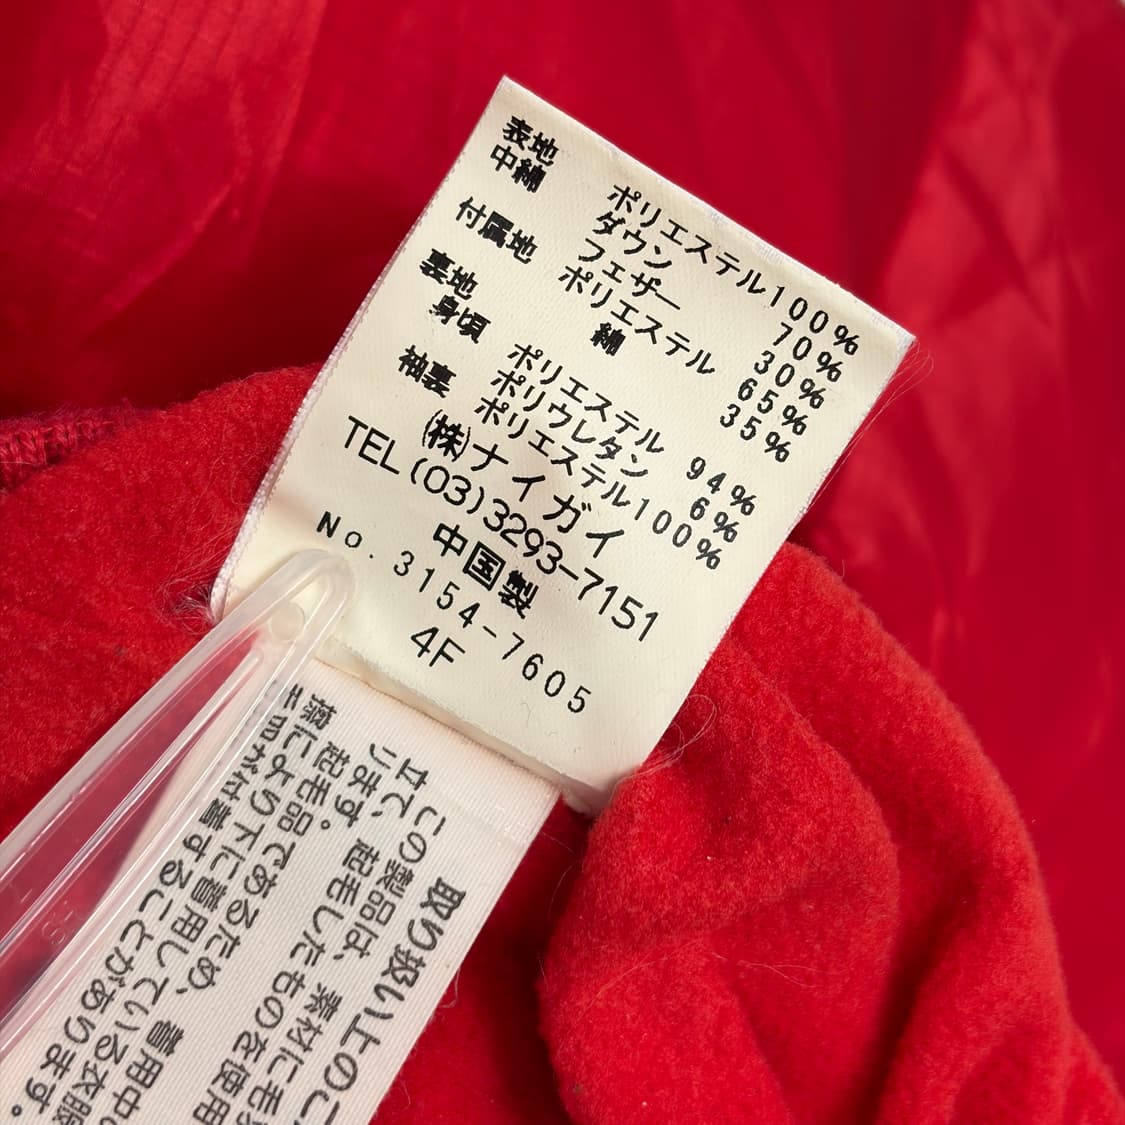 表地 ポリエステル100%
中綿 ダウン 70%
フェザー 30%
付属地 ポリエステル 65%
綿 35%
裏地
身頃 ポリエステル 94%
ポリウレタン 6%
袖裏 ポリエステル100%
(株)ナイガイ
TEL(03)3293-7151
中国製
No. 3154-7605
4F
取り扱い上のご
この製品は、素材に毛
立て、起毛したものを使用
ります。
起毛品であるため、着用中の
擦により下に着用している衣服
毛羽が付着することがあります。